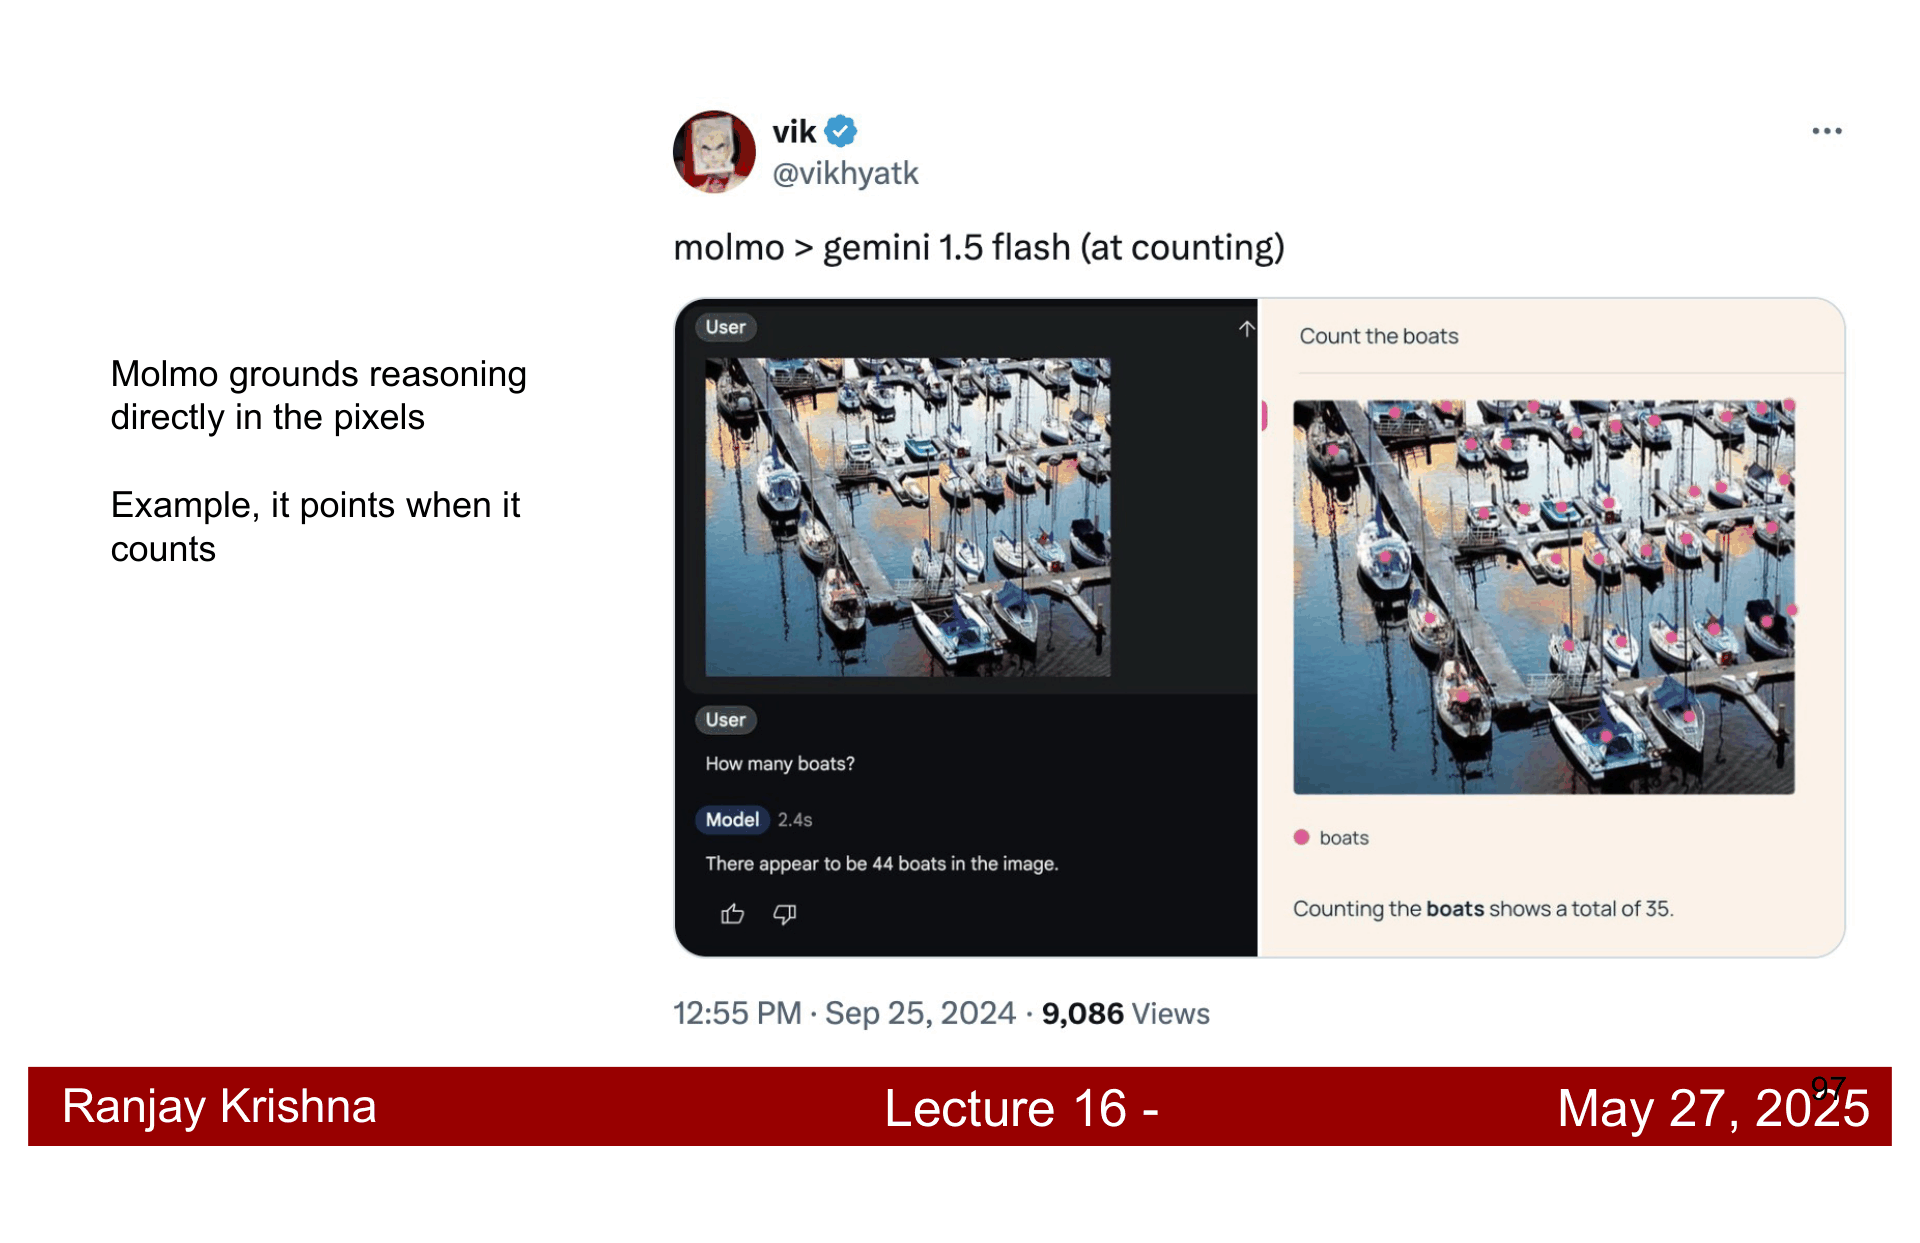 Molmo grounds reasoning
directly in the pixels
Example, it points when it
counts
vik
@vikhyatk
molmo > gemini 1.5 flash (at counting)
User
User
How many boats?
Model 2.4s
There appear to be 44 boats in the image.
Count the boats
boats
Counting the boats shows a total of 35.
12:55 PM · Sep 25, 2024 · 9,086 Views
Ranjay Krishna
Lecture 16 -
May 27, 2025
97